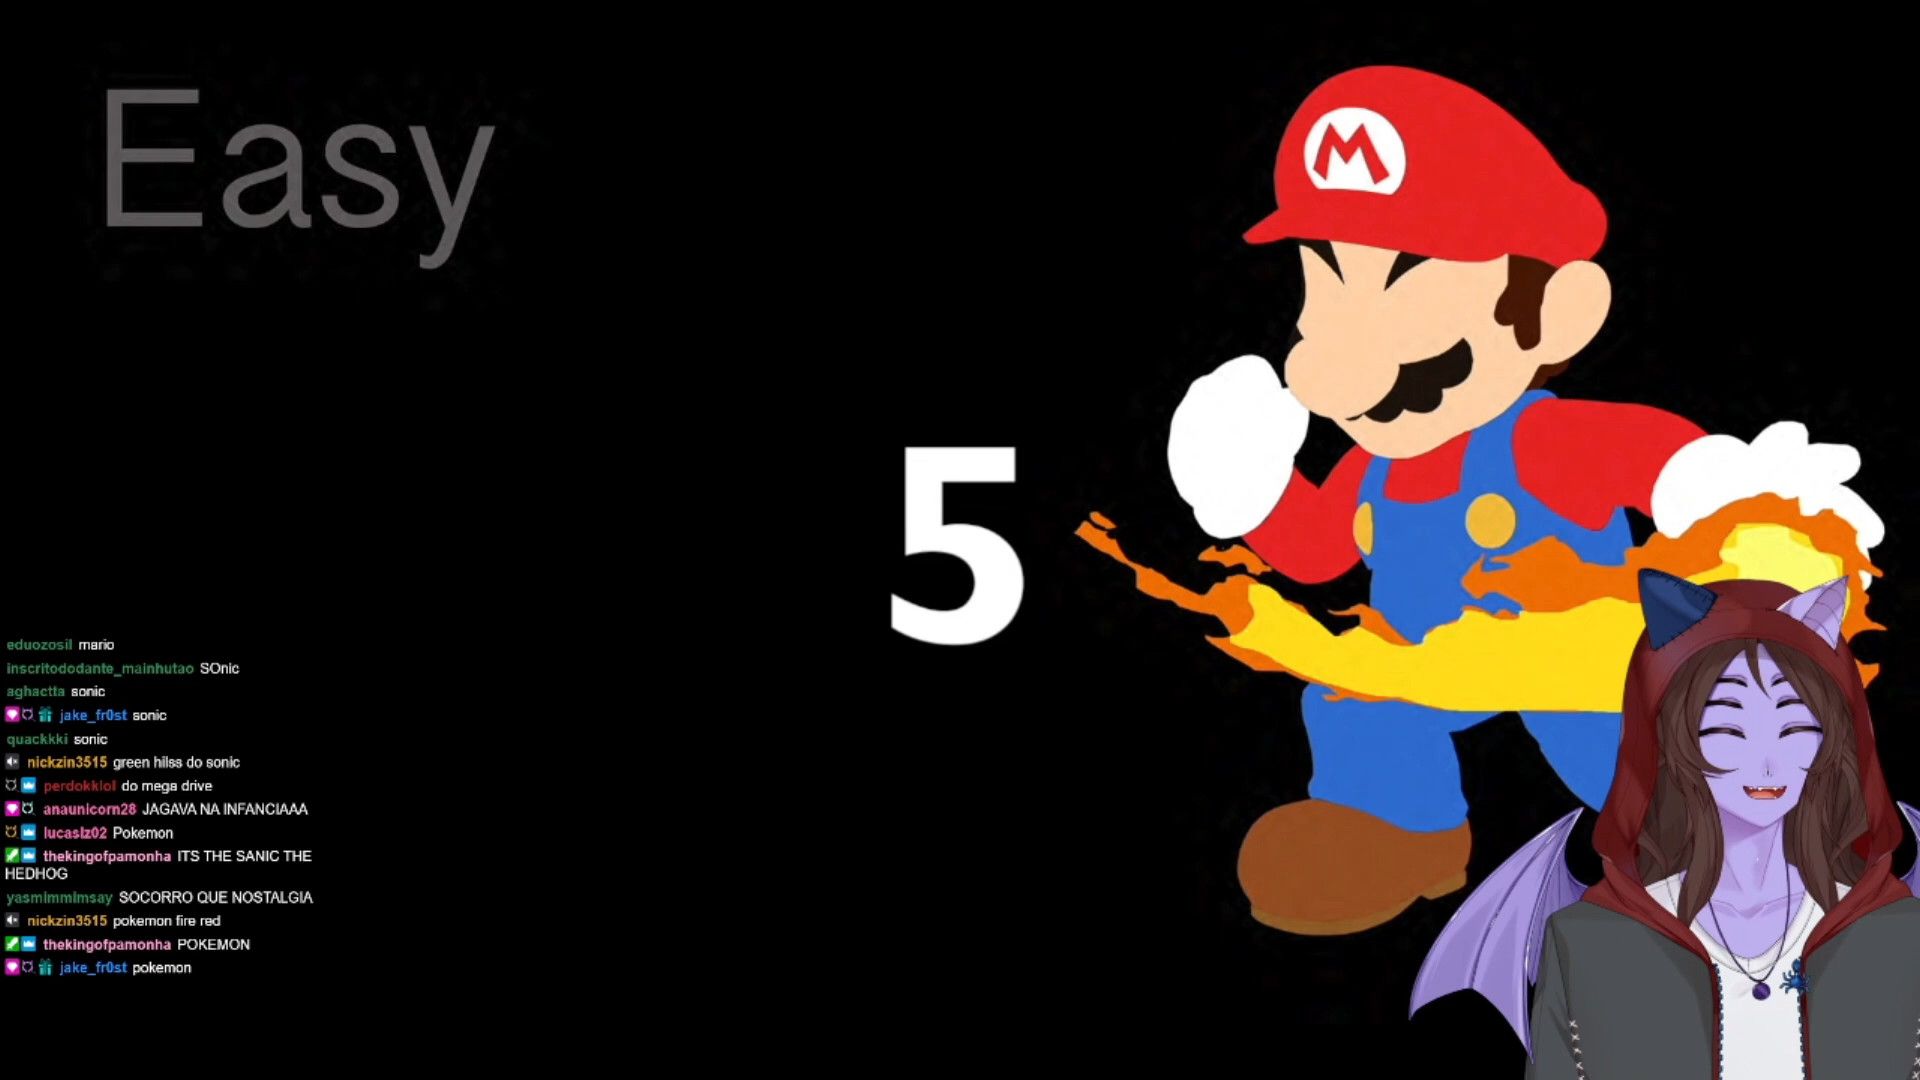 Easy
M
5
eduozosil mario
inscritododante_mainhutao SOnic
aghactta sonic
jake_fr0st sonic
quackkki sonic
nickzin3515 green hilss do sonic
perdokklol do mega drive
anaunicorn28 JAGAVA NA INFANCIAAA
lucaslz02 Pokemon
thekingofpamonha ITS THE SANIC THE
HEDHOG
yasmimmimsay SOCORRO QUE NOSTALGIA
nickzin3515 pokemon fire red
thekingofpamonha POKEMON
jake_fr0st pokemon